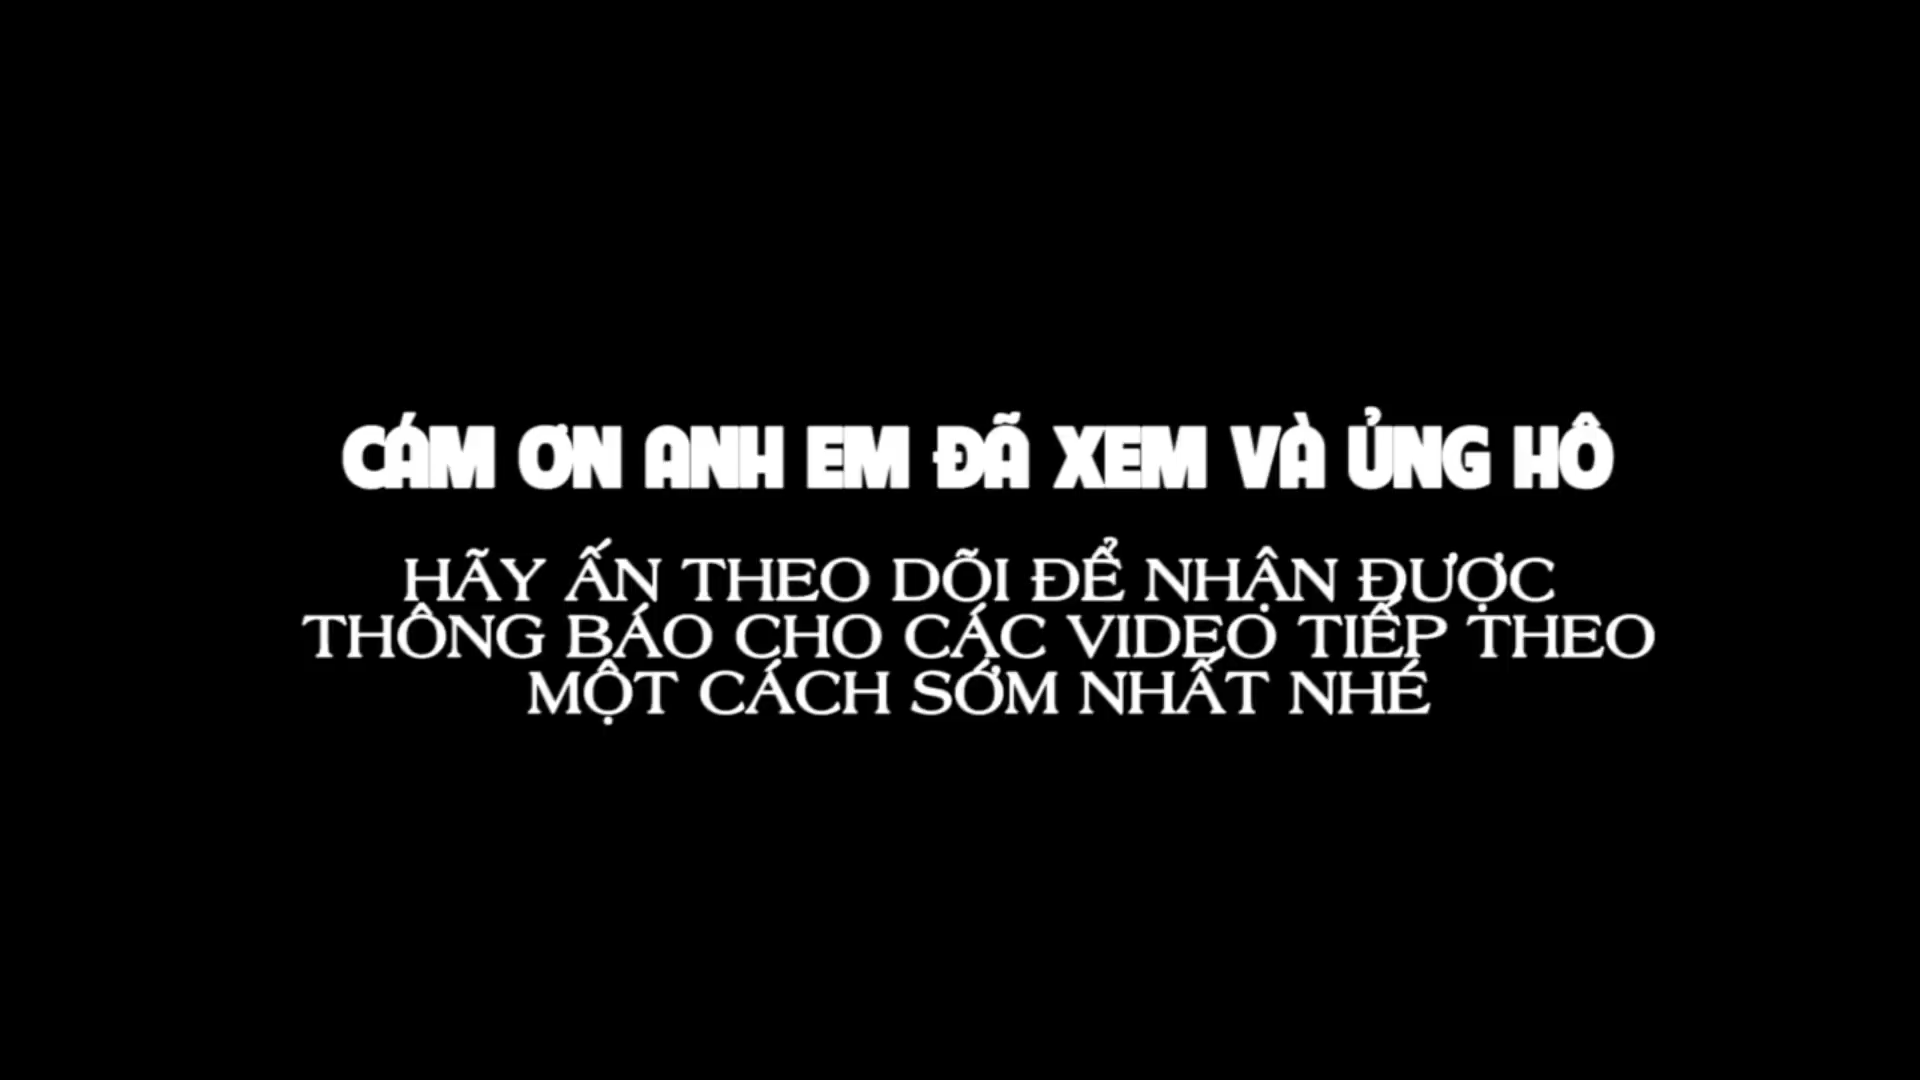 CÁM ƠN ANH EM ĐÃ XEM VÀ ỦNG HÔ
HÃY ẤN THEO DÕI ĐỂ NHẬN ĐƯỢC
THÔNG BÁO CHO CÁC VIDEO TIẾP THEO
MỘT CÁCH SỚM NHẤT NHÉ